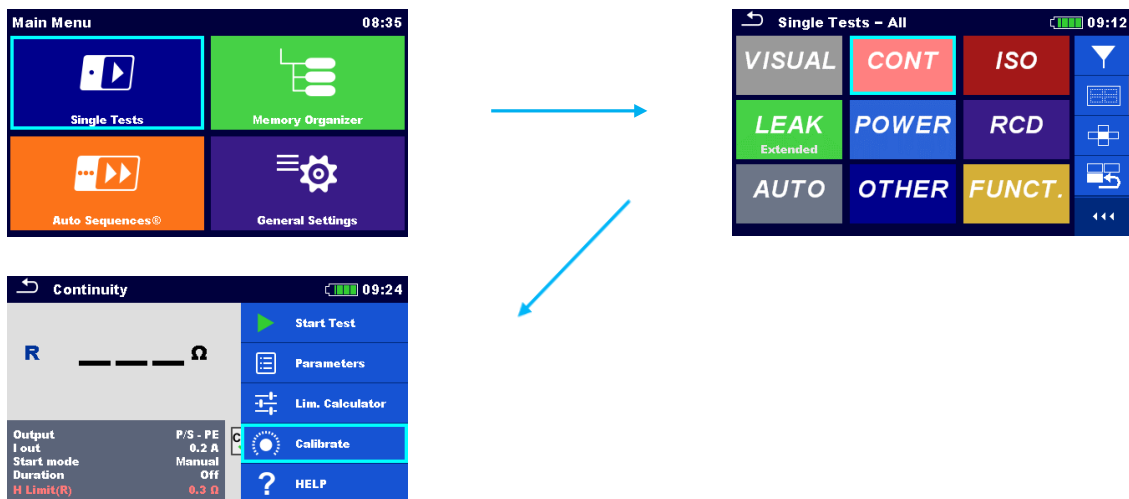 Main Menu 08:35
Single Tests
Memory Organizer
Auto Sequences®
General Settings
Single Tests – All 09:12
VISUAL CONT ISO
LEAK POWER RCD
Extended
AUTO OTHER FUNCT.
Continuity 09:24
R ___ Ω
Start Test
Parameters
Lim. Calculator
Calibrate
HELP
Output P/S - PE
I out 0.2 A
Start mode Manual
Duration Off
H Limit(R) 0.3 Ω
C